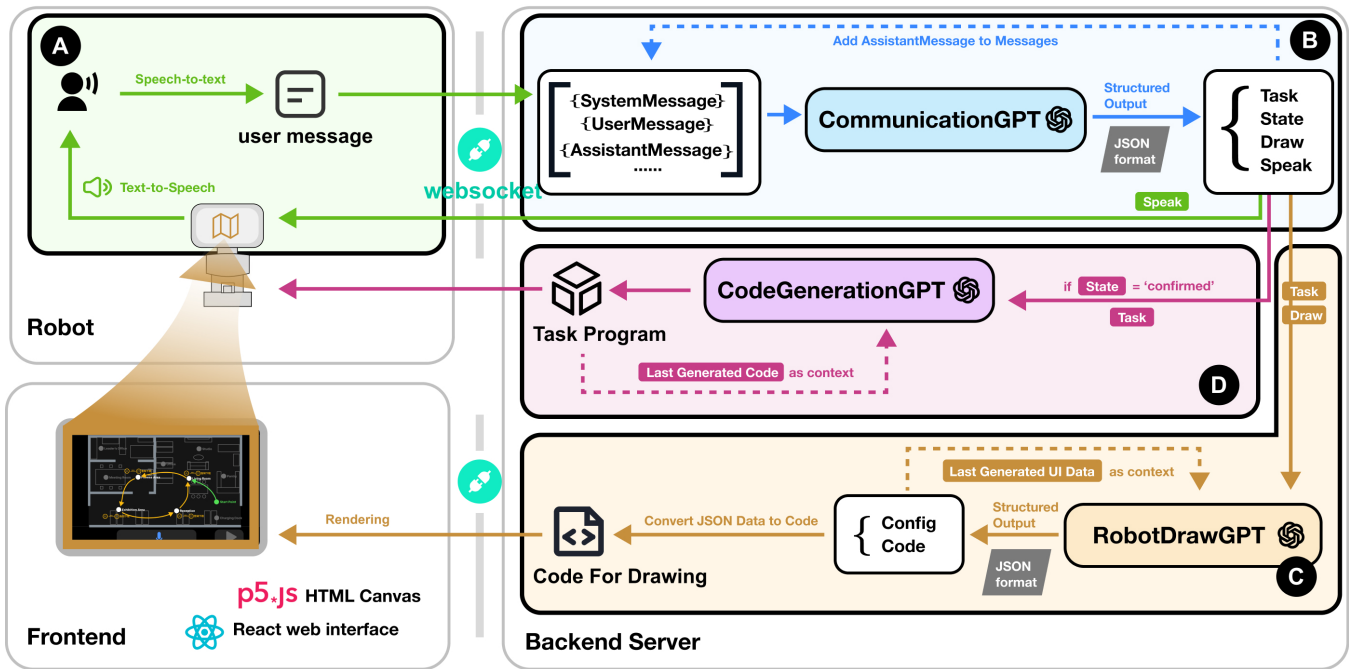 A
Speech-to-text
user message
Text-to-Speech
Robot
websocket
B
Add AssistantMessage to Messages
{SystemMessage}
{UserMessage}
{AssistantMessage}
......
CommunicationGPT
Structured
Output
JSON
format
Task
State
Draw
Speak
Speak
CodeGenerationGPT
if State = ‘confirmed’
Task
Task Program
Last Generated Code as context
D
Task
Draw
Last Generated UI Data as context
RobotDrawGPT
C
Structured
Output
JSON
format
Config
Code
Convert JSON Data to Code
Code For Drawing
Rendering
p5*js HTML Canvas
React web interface
Frontend
Backend Server